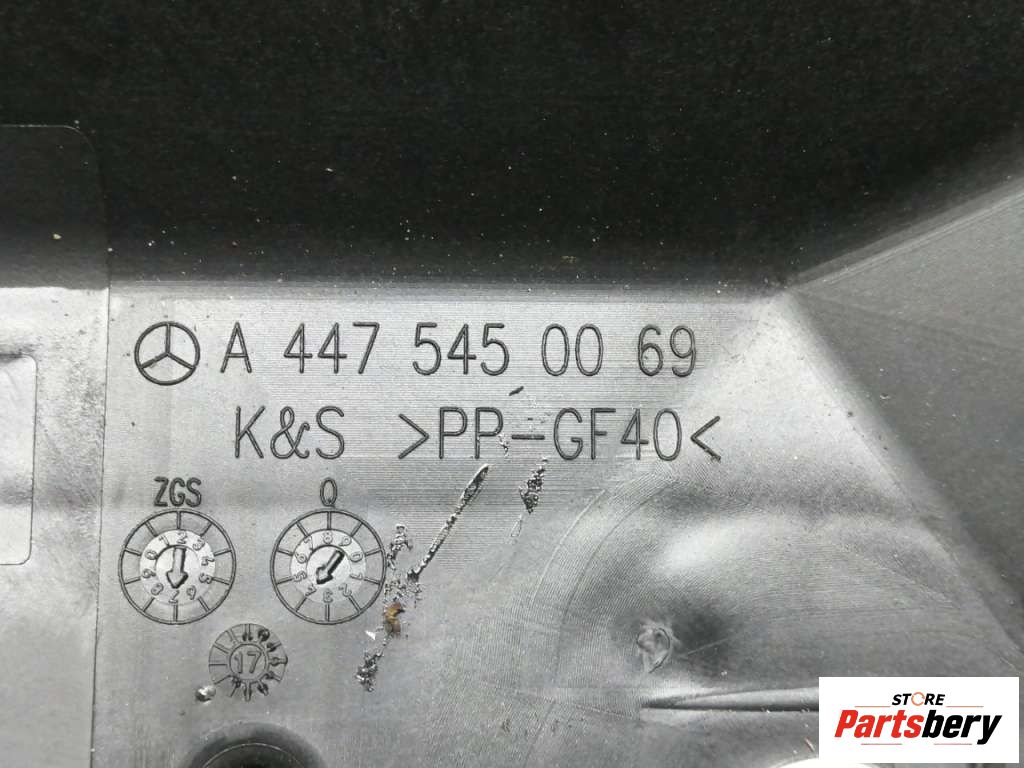 A 447 545 00 69
K&S >PP-GF40<
ZGS Q
17
STORE
Partsbery